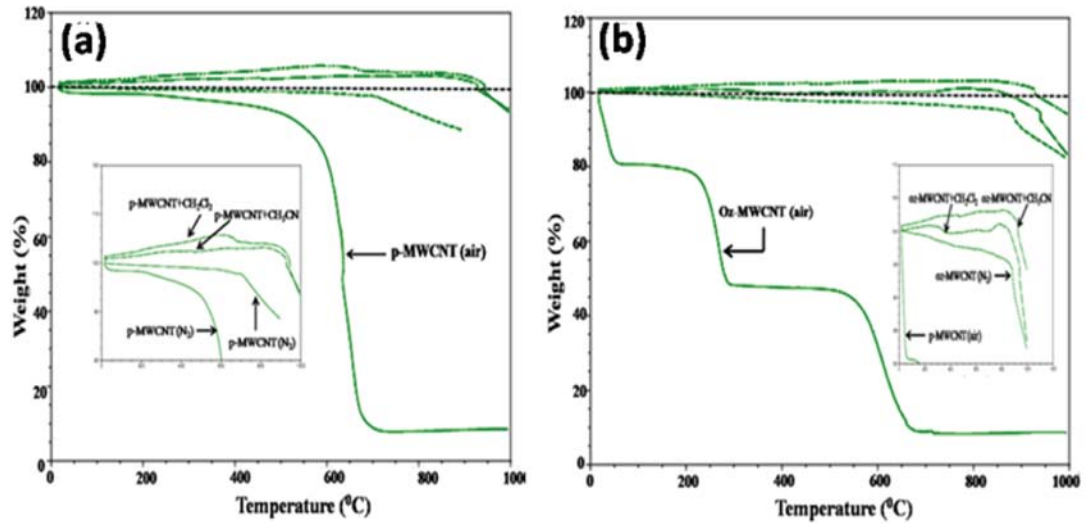 (a)
120
100
80
60
40
20
0
Weight (%)
0 200 400 600 800 1000
Temperature (⁰C)
p-MWCNT (air)
p-MWCNT+CH₂Cl₂
p-MWCNT+CH₃CN
p-MWCNT(N₂)
p-MWCNT(N₂)
(b)
120
100
80
60
40
20
0
Weight (%)
0 200 400 600 800 1000
Temperature (⁰C)
Oz-MWCNT (air)
oz-MWCNT+CH₂Cl₂ oz-MWCNT+CH₃CN
oz-MWCNT(N₂)
p-MWCNT(air)